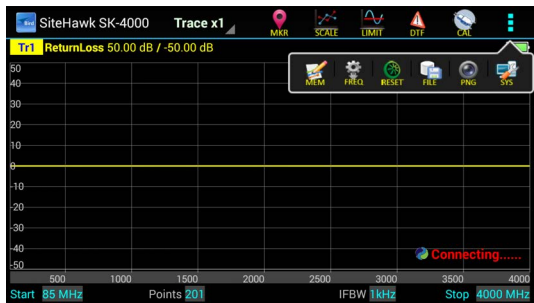 Bird SiteHawk SK-4000 Trace x1 MKR SCALE LIMIT DTF CAL
Tr1 ReturnLoss 50.00 dB / -50.00 dB
MEM FREQ RESET FILE PNG SYS
50
40
30
20
10
0
-10
-20
-30
-40
-50
Connecting......
500 1000 1500 2000 2500 3000 3500 4000
Start 85 MHz Points 201 IFBW 1kHz Stop 4000 MHz